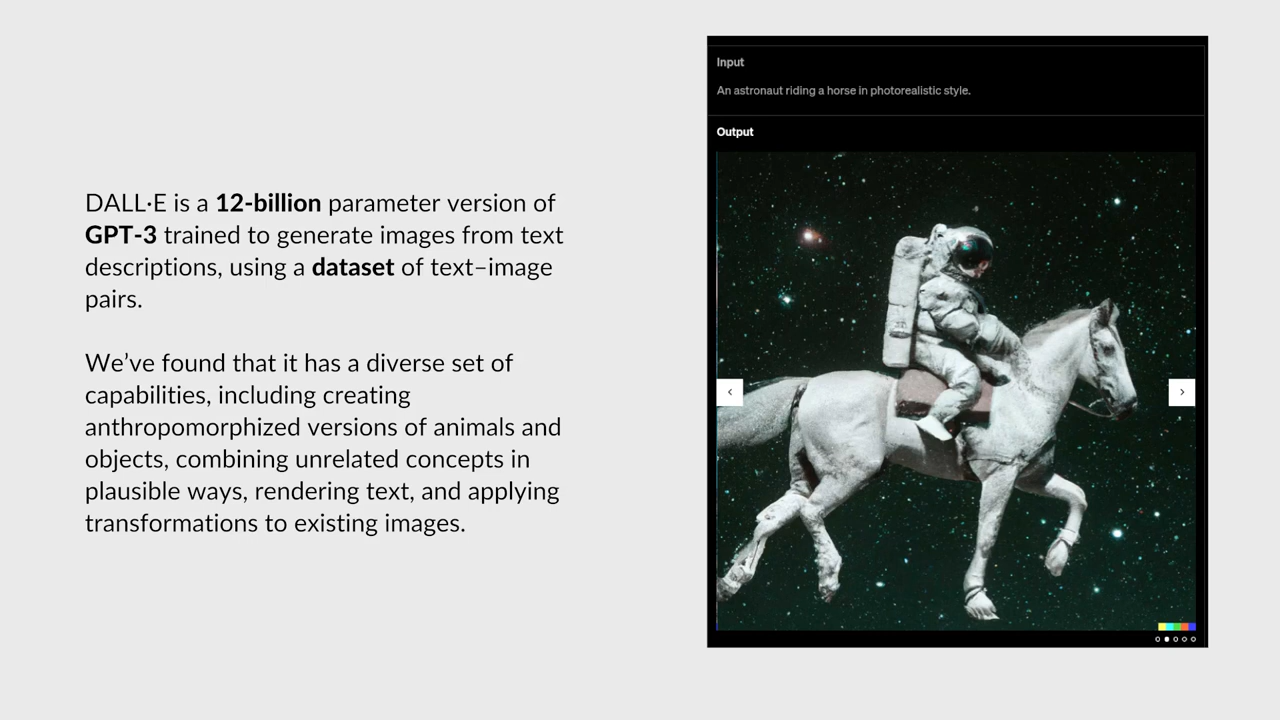 DALL·E is a 12-billion parameter version of
GPT-3 trained to generate images from text
descriptions, using a dataset of text–image
pairs.
We’ve found that it has a diverse set of
capabilities, including creating
anthropomorphized versions of animals and
objects, combining unrelated concepts in
plausible ways, rendering text, and applying
transformations to existing images.
Input
An astronaut riding a horse in photorealistic style.
Output